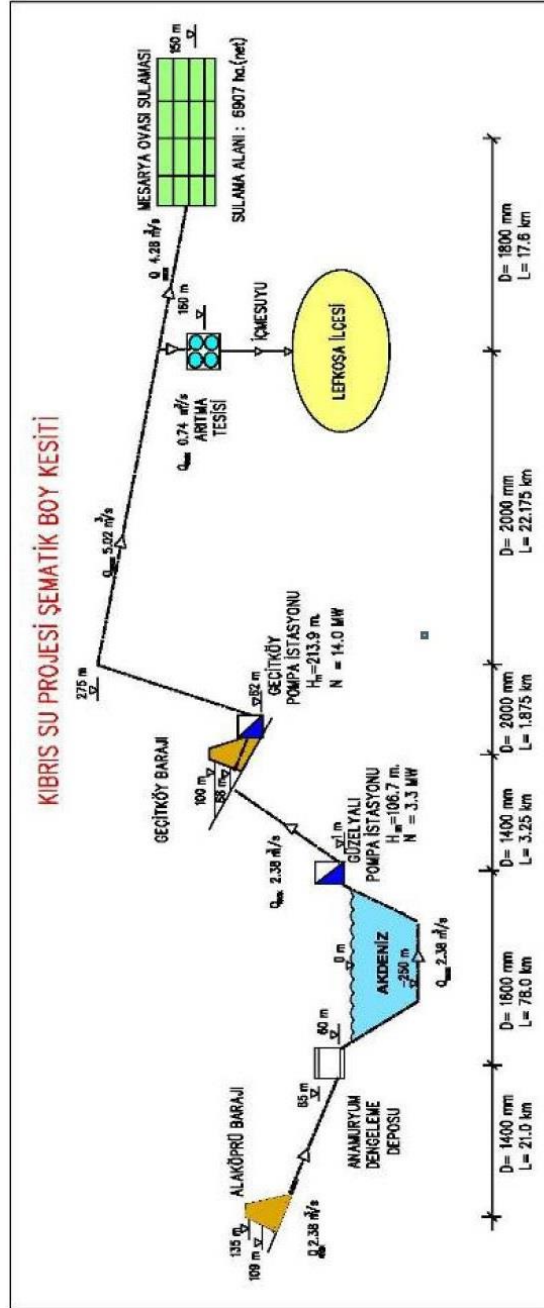 KIBRIS SU PROJESİ ŞEMATİK BOY KESİTİ
ALAKÖPRÜ BARAJI
135 m
109 m
Q 2.38 m³/s
65 m
60 m
ANAMURYUM
DENGELEME
DEPOSU
0 m
AKDENİZ
-250 m
Q 2.38 m³/s
1 m
GÜZELYALI
POMPA İSTASYONU
Hm=106.7 m.
N = 3.3 MW
Q 2.38 m³/s
GEÇİTKÖY BARAJI
100 m
62 m
GEÇİTKÖY
POMPA İSTASYONU
Hm=213.9 m.
N = 14.0 MW
275 m
Q 5.02 m³/s
Q 0.74 m³/s
ARITMA
TESİSİ
160 m
İÇMESUYU
LEFKOŞA İLÇESİ
Q 4.28 m³/s
MESARYA OVASI SULAMASI
150 m
SULAMA ALANI : 6907 ha.(net)
D= 1400 mm
L= 21.0 km
D= 1600 mm
L= 78.0 km
D= 1400 mm
L= 3.25 km
D= 2000 mm
L= 1.875 km
D= 2000 mm
L= 22.175 km
D= 1800 mm
L= 17.6 km